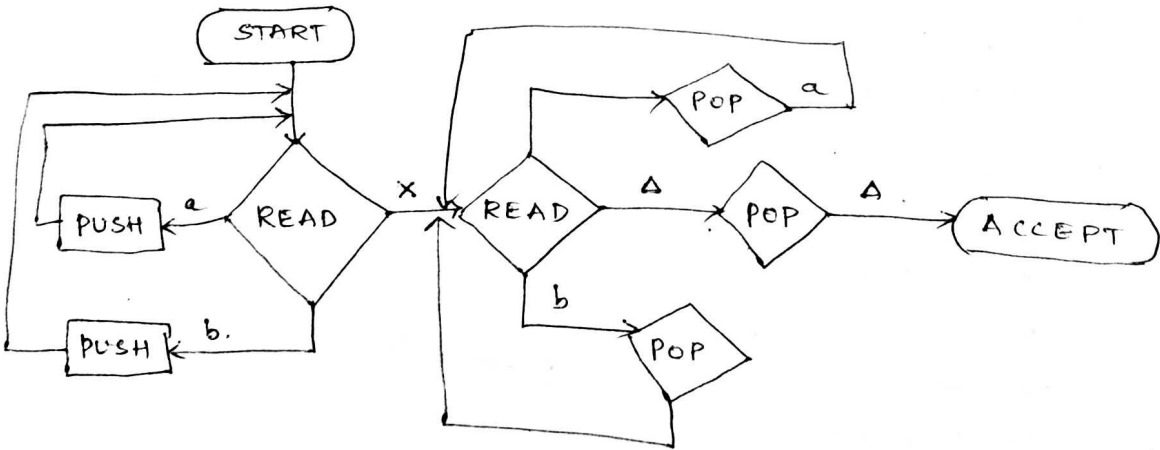 START
POP
a
a
X
Δ
Δ
PUSH
READ
READ
POP
ACCEPT
b
PUSH
b.
POP